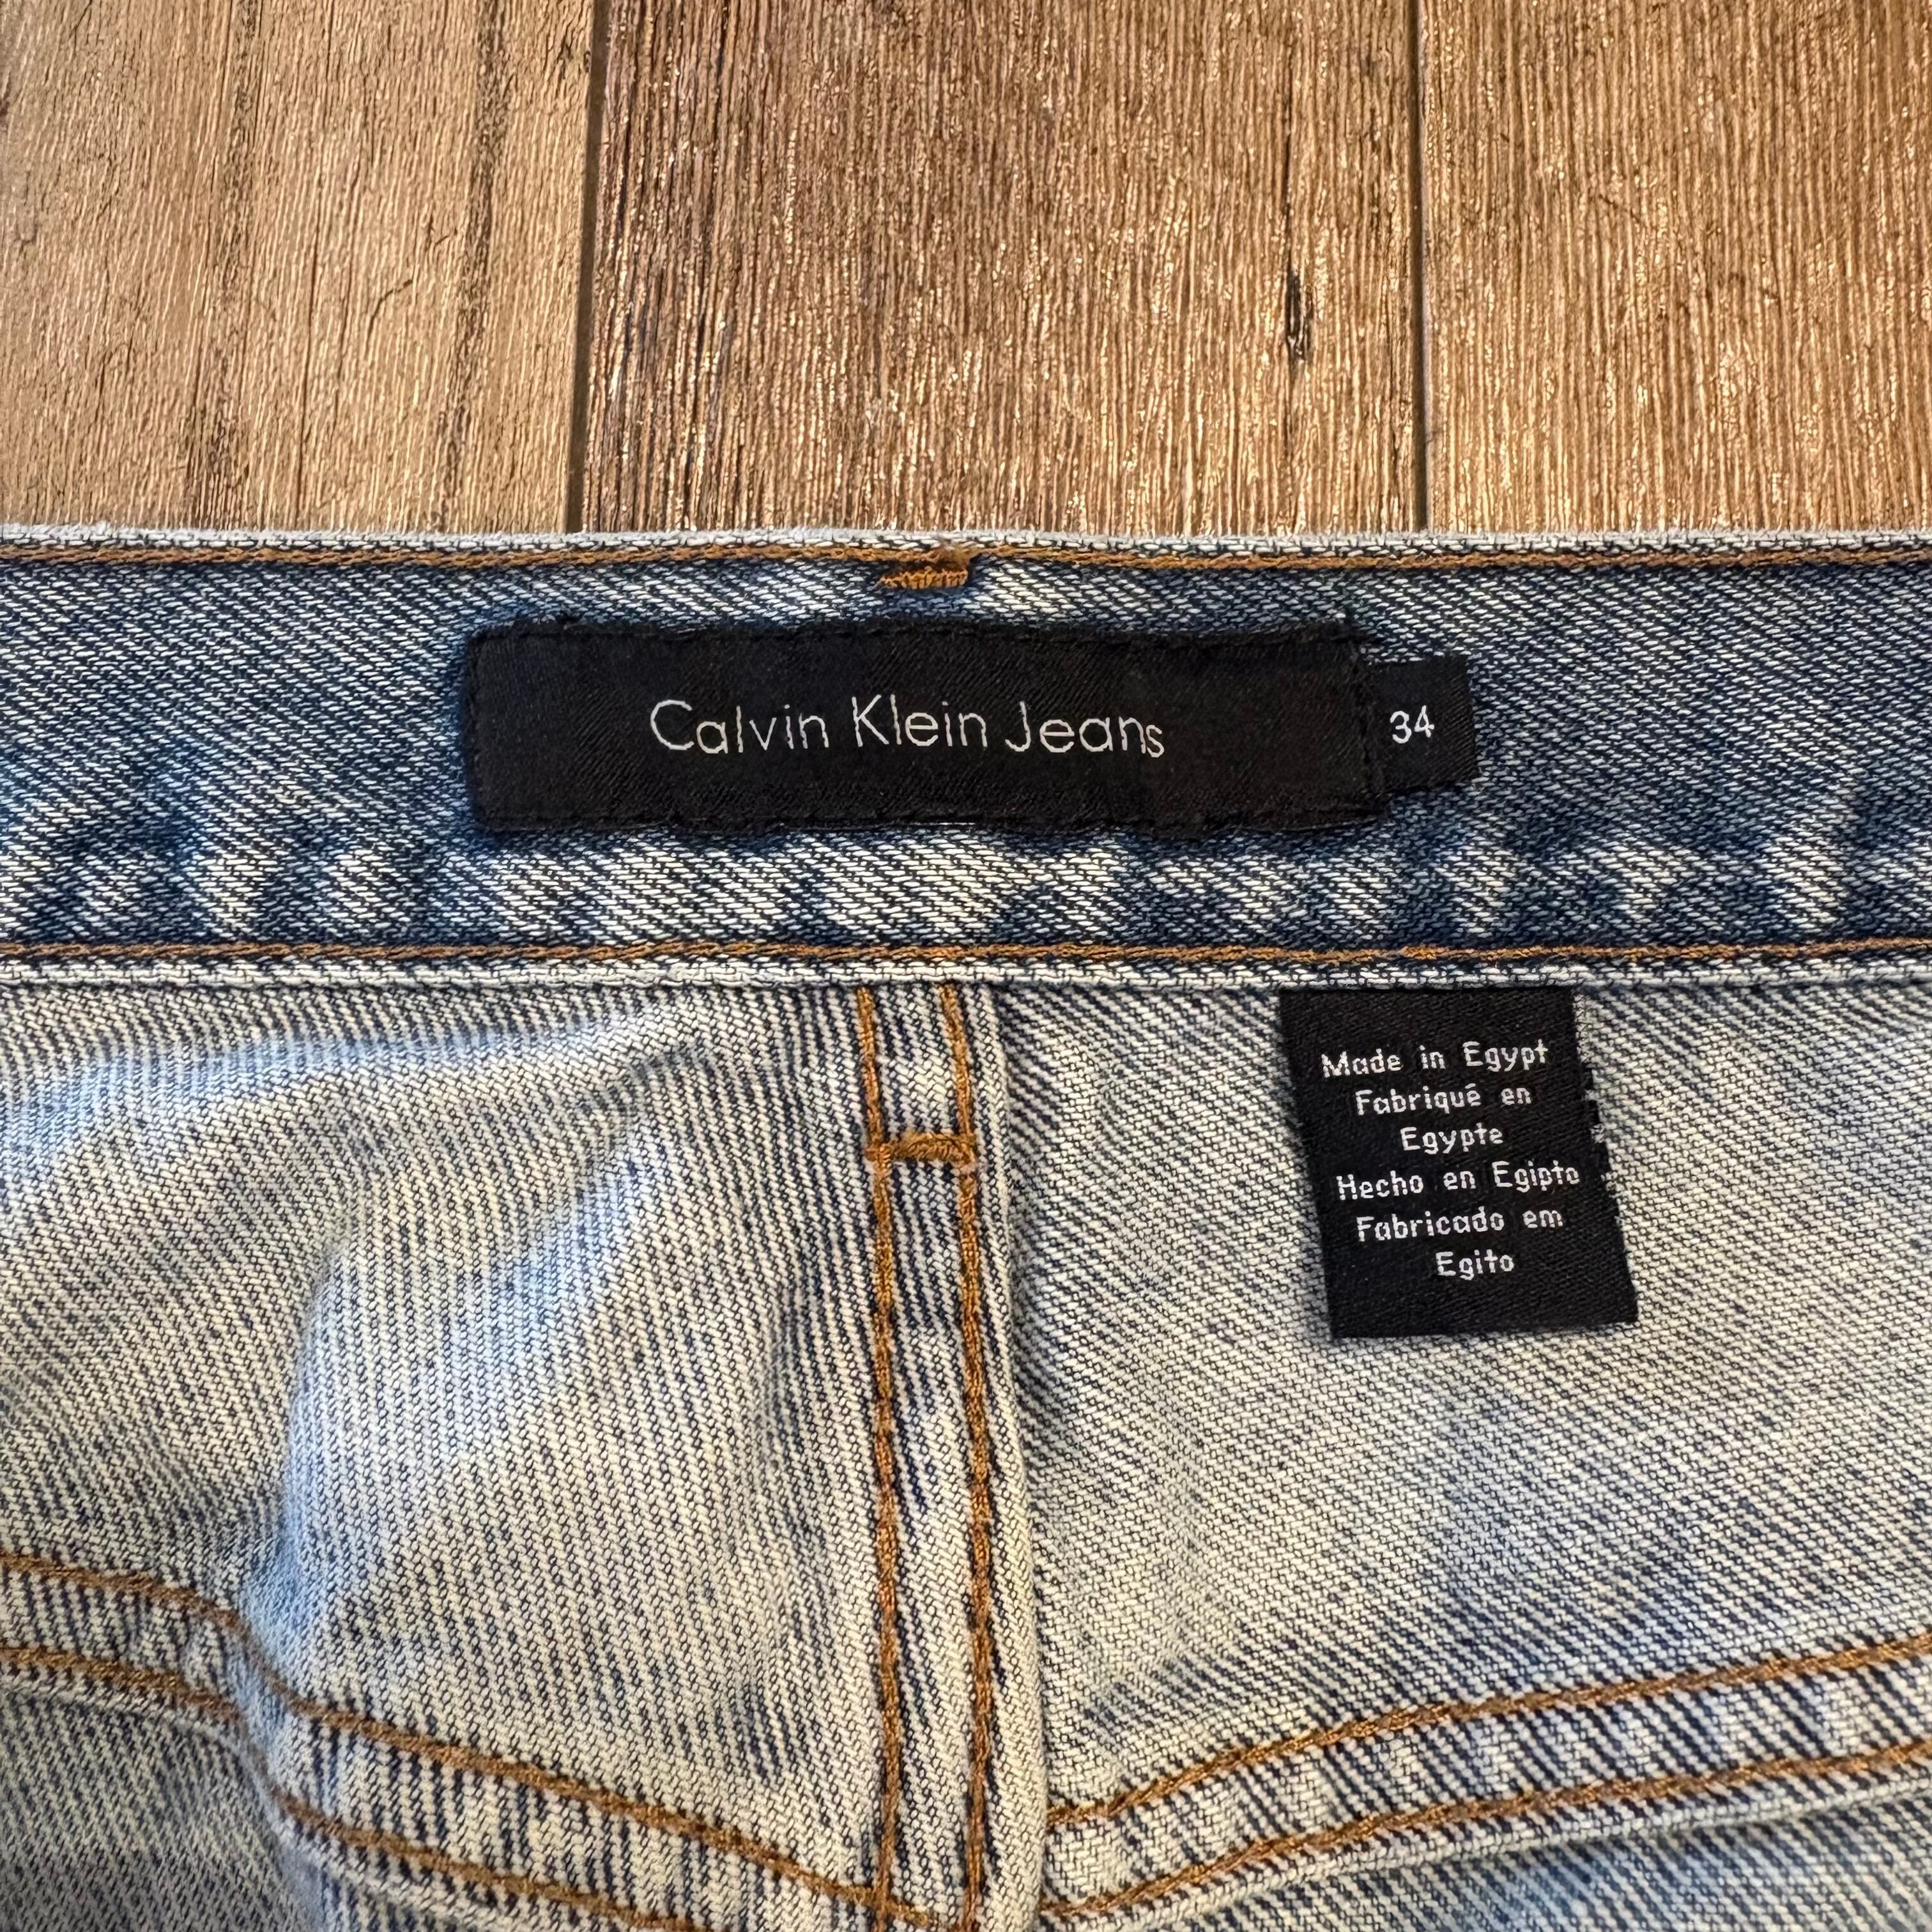 Calvin Klein Jeans
34
Made in Egypt
Fabriqué en
Egypte
Hecho en Egipto
Fabricado em
Egito